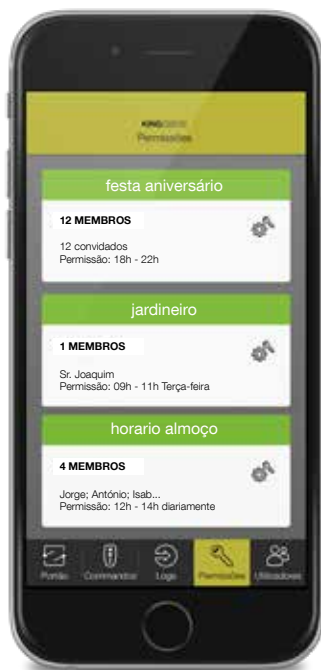 Permissões
festa aniversário
12 MEMBROS
12 convidados
Permissão: 18h - 22h
jardineiro
1 MEMBROS
Sr. Joaquim
Permissão: 09h - 11h Terça-feira
horario almoço
4 MEMBROS
Jorge; António; Isab...
Permissão: 12h - 14h diariamente
Portão Commandos Logs Permissões Utilizadores